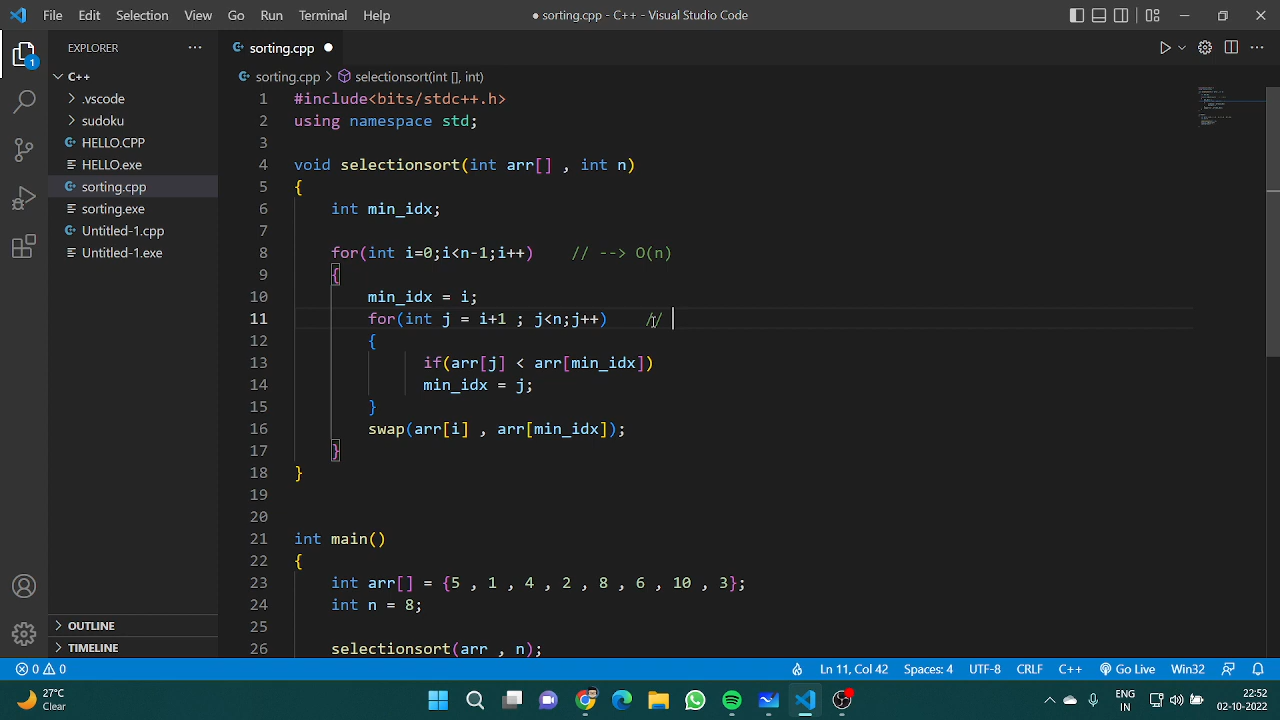 File Edit Selection View Go Run Terminal Help
● sorting.cpp - C++ - Visual Studio Code
EXPLORER
sorting.cpp
1
C++
sorting.cpp > selectionsort(int [], int)
.vscode
sudoku
HELLO.CPP
HELLO.exe
sorting.cpp
sorting.exe
Untitled-1.cpp
Untitled-1.exe
1 #include<bits/stdc++.h>
2 using namespace std;
3
4 void selectionsort(int arr[] , int n)
5 {
6 int min_idx;
7
8 for(int i=0;i<n-1;i++) // --> O(n)
9 {
10 min_idx = i;
11 for(int j = i+1 ; j<n;j++) //
12 {
13 if(arr[j] < arr[min_idx])
14 min_idx = j;
15 }
16 swap(arr[i] , arr[min_idx]);
17 }
18 }
19
20
21 int main()
22 {
23 int arr[] = {5 , 1 , 4 , 2 , 8 , 6 , 10 , 3};
24 int n = 8;
25
26 selectionsort(arr , n);
OUTLINE
TIMELINE
0 0
Ln 11, Col 42 Spaces: 4 UTF-8 CRLF C++ Go Live Win32
27°C
Clear
ENG
IN
22:52
02-10-2022